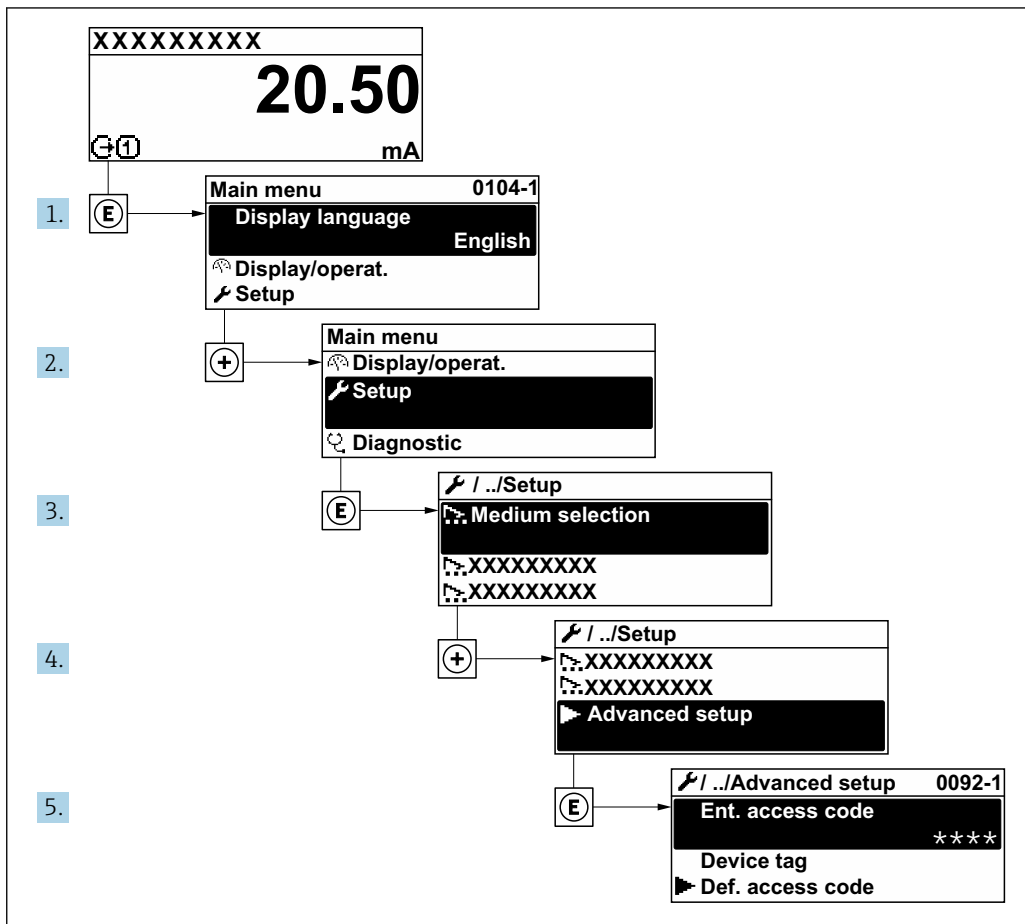 XXXXXXXXX
20.50
1 mA
1. E
Main menu 0104-1
Display language
English
Display/operat.
Setup
2. +
Main menu
Display/operat.
Setup
Diagnostic
3. E
/ ../Setup
Medium selection
XXXXXXXXX
XXXXXXXXX
4. +
/ ../Setup
XXXXXXXXX
XXXXXXXXX
Advanced setup
5. E
/ ../Advanced setup 0092-1
Ent. access code
****
Device tag
Def. access code